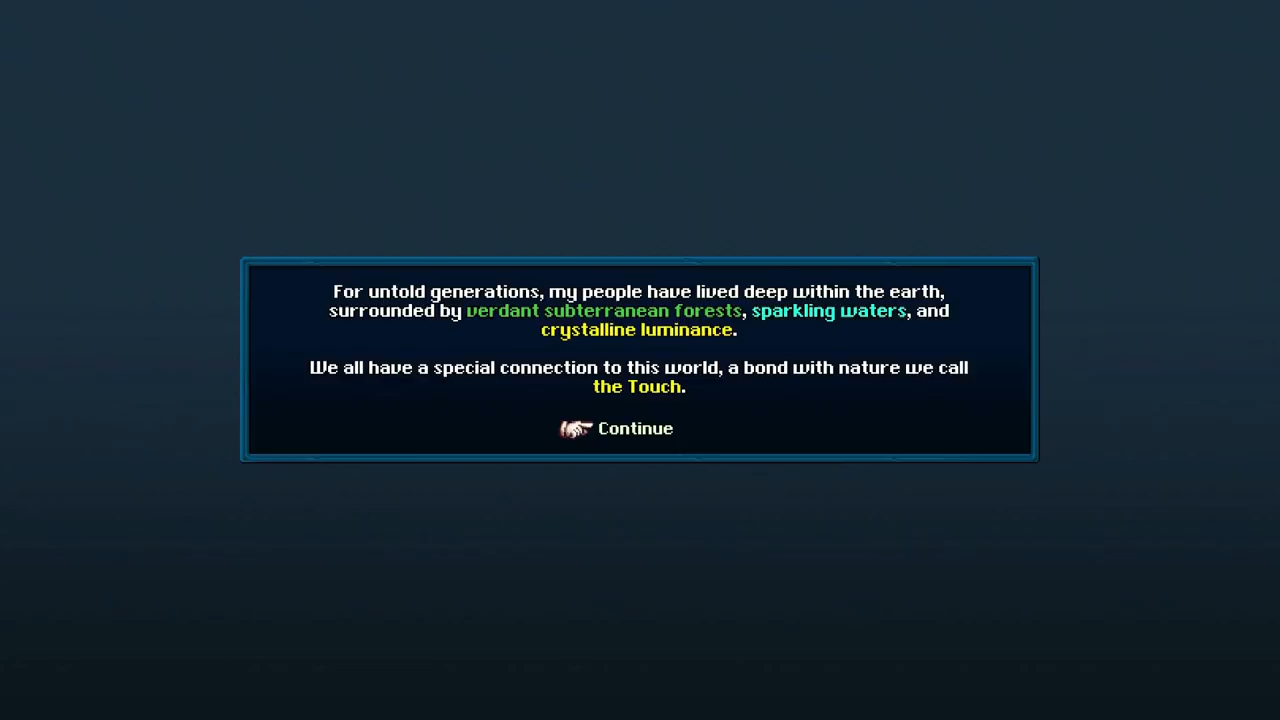 For untold generations, my people have lived deep within the earth,
surrounded by verdant subterranean forests, sparkling waters, and
crystalline luminance.
We all have a special connection to this world, a bond with nature we call
the Touch.
Continue